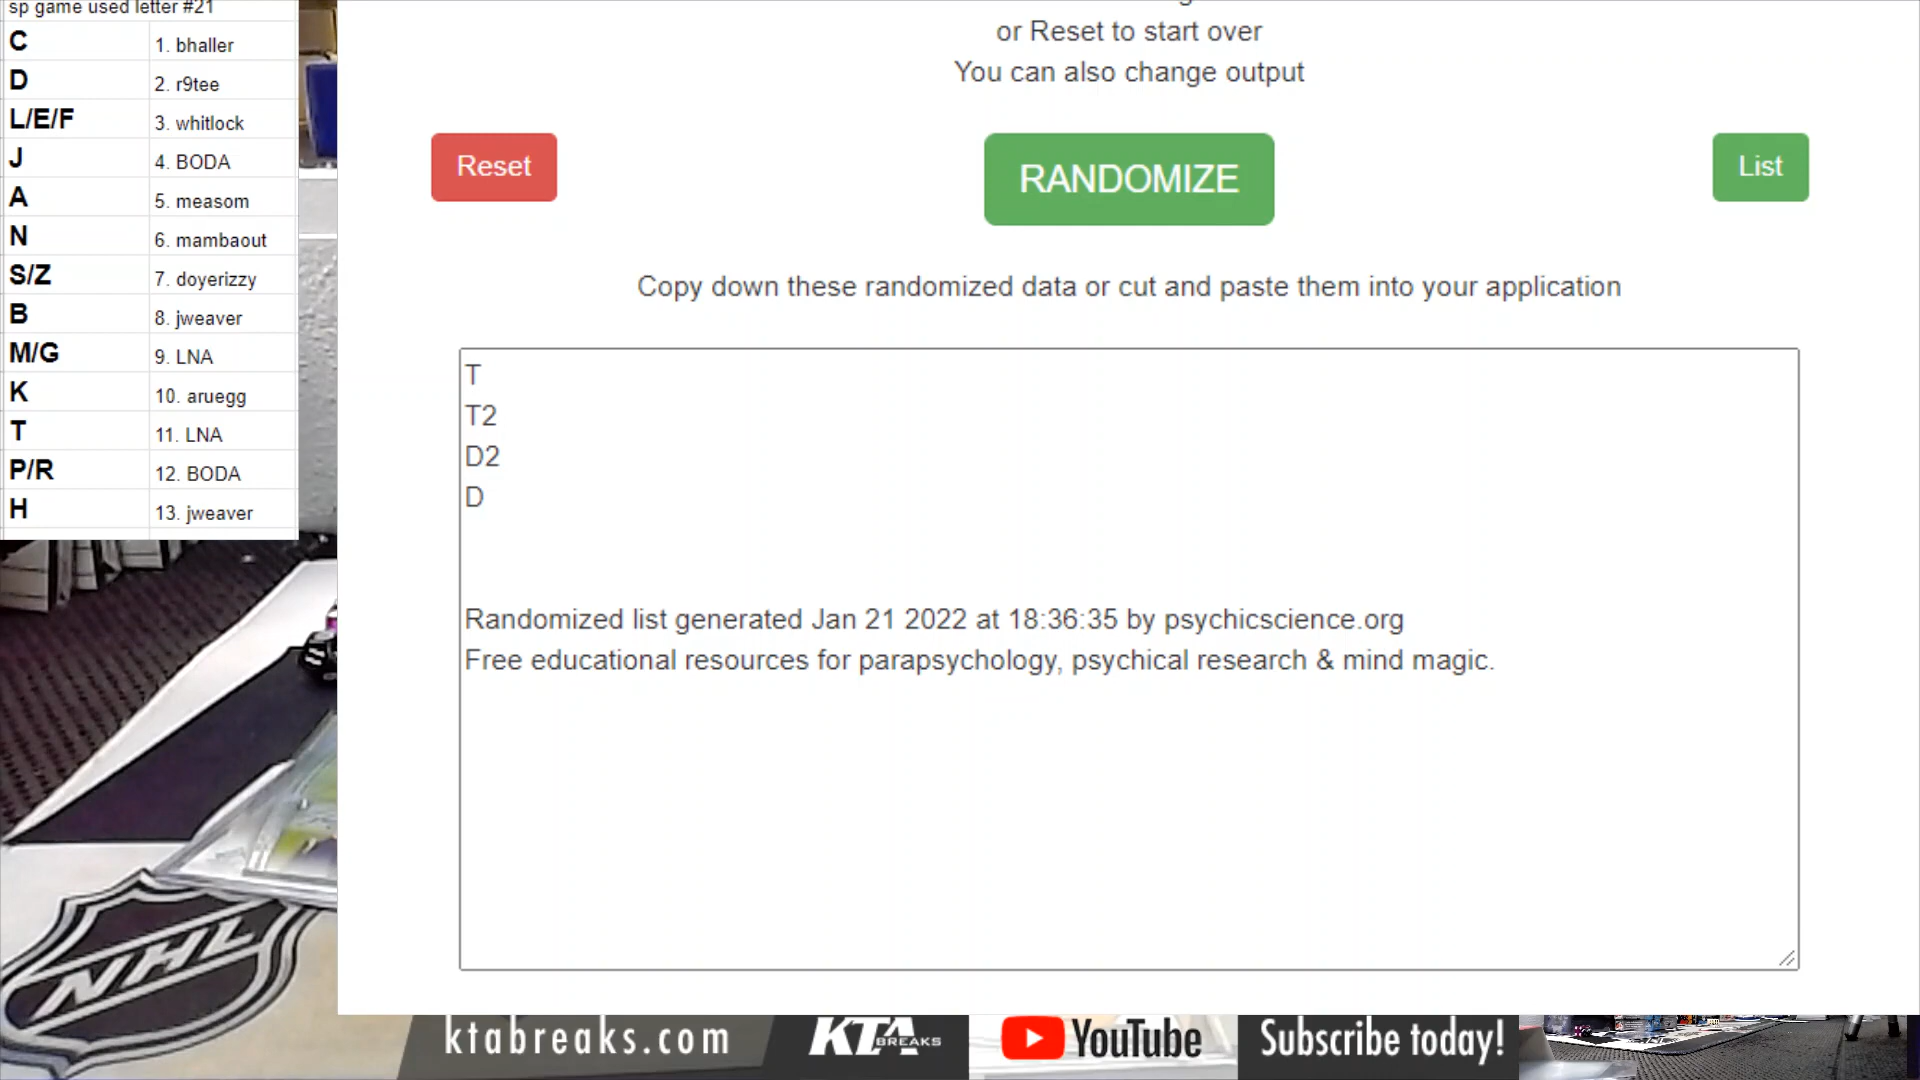 sp game used letter #21
C 1. bhaller
D 2. r9tee
L/E/F 3. whitlock
J 4. BODA
A 5. measom
N 6. mambaout
S/Z 7. doyerizzy
B 8. jweaver
M/G 9. LNA
K 10. aruegg
T 11. LNA
P/R 12. BODA
H 13. jweaver
or Reset to start over
You can also change output
Reset
RANDOMIZE
List
Copy down these randomized data or cut and paste them into your application
T
T2
D2
D
Randomized list generated Jan 21 2022 at 18:36:35 by psychicscience.org
Free educational resources for parapsychology, psychical research & mind magic.
NHL
ktabreaks.com
KTA BREAKS
YouTube
Subscribe today!